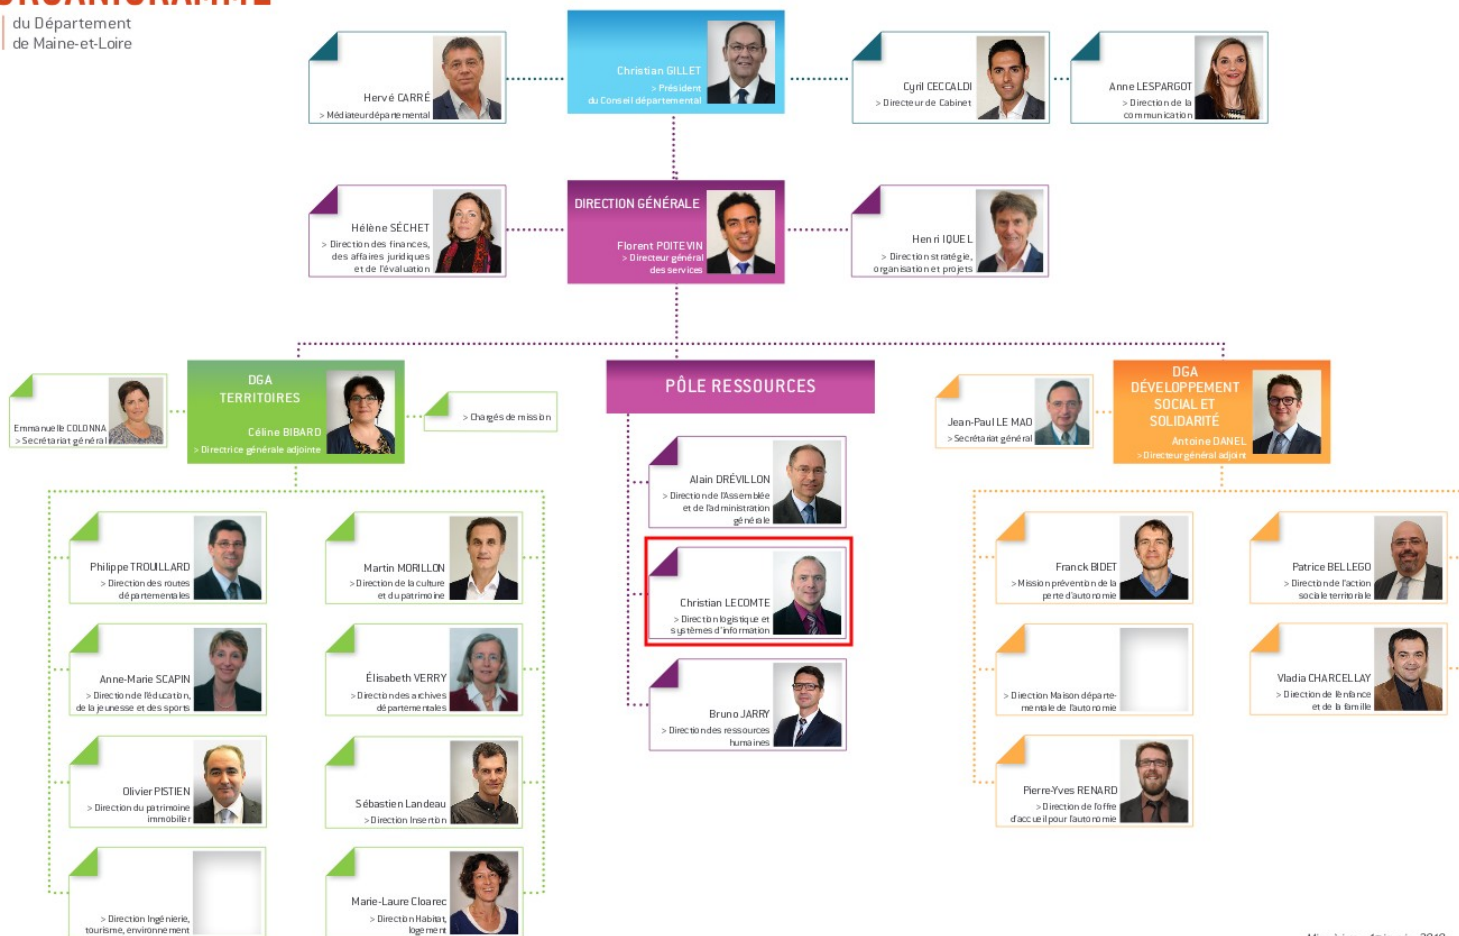 ORGANIGRAMME
du Département
de Maine-et-Loire
Hervé CARRÉ
> Médiateur départemental
Christian GILLET
> Président
du Conseil départemental
Cyril CECCALDI
> Directeur de Cabinet
Anne LESPARGOT
> Direction de la
communication
Hélène SÉCHET
> Direction des finances,
des affaires juridiques
et de l'évaluation
DIRECTION GÉNÉRALE
Florent POITEVIN
> Directeur général
des services
Henri IQUEL
> Direction stratégie,
organisation et projets
Emmanuelle COLONNA
> Secrétariat général
DGA
TERRITOIRES
Céline BIBARD
> Directrice générale adjointe
> Chargés de mission
PÔLE RESSOURCES
Jean-Paul LE MAO
> Secrétariat général
DGA
DÉVELOPPEMENT
SOCIAL ET
SOLIDARITÉ
Antoine DANEL
> Directeur général adjoint
Philippe TROUILLARD
> Direction des routes
départementales
Martin MORILLON
> Direction de la culture
et du patrimoine
Anne-Marie SCAPIN
> Direction de l'éducation,
de la jeunesse et des sports
Élisabeth VERRY
> Direction des archives
départementales
Olivier PISTIEN
> Direction du patrimoine
immobilier
Sébastien Landeau
> Direction Insertion
> Direction Ingénierie,
tourisme, environnement
Marie-Laure Cloarec
> Direction Habitat,
logement
Alain DRÉVILLON
> Direction de l'Assemblée
et de l'administration
générale
Christian LECOMTE
> Direction logistique et
systèmes d'information
Bruno JARRY
> Direction des ressources
humaines
Franck BIDET
> Mission prévention de la
perte d'autonomie
Patrice BELLEGO
> Direction de l'action
sociale territoriale
> Direction Maison départe-
mentale de l'autonomie
Vladia CHARCELLAY
> Direction de l'enfance
et de la famille
Pierre-Yves RENARD
> Direction de l'offre
d'accueil pour l'autonomie